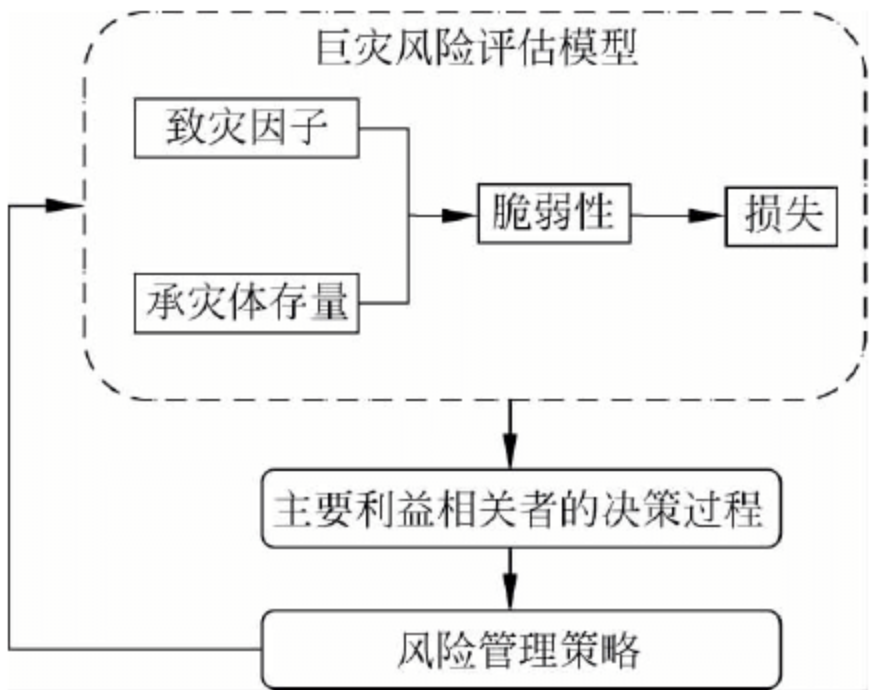 巨灾风险评估模型
致灾因子
脆弱性
损失
承灾体存量
主要利益相关者的决策过程
风险管理策略